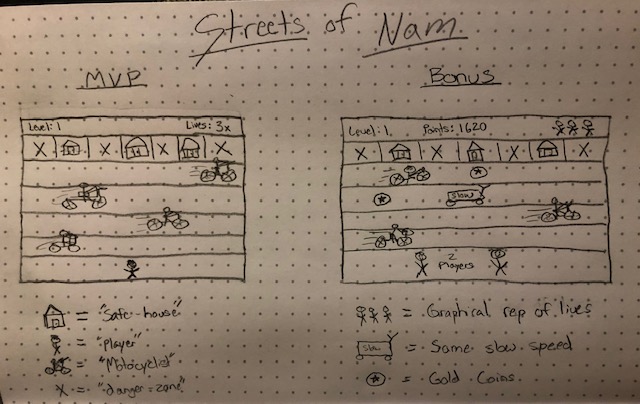 Streets of Nam
MVP
Level: 1 Lives: 3x
X X X X
= "Safe-house"
= "Player"
= "Motocycles"
X = "danger-zone"
Bonus
Level: 1 Points: 1620
X X X X
Slow
2
Players
= Graphical rep of lives
Slow = Some slow speed
= Gold Coins